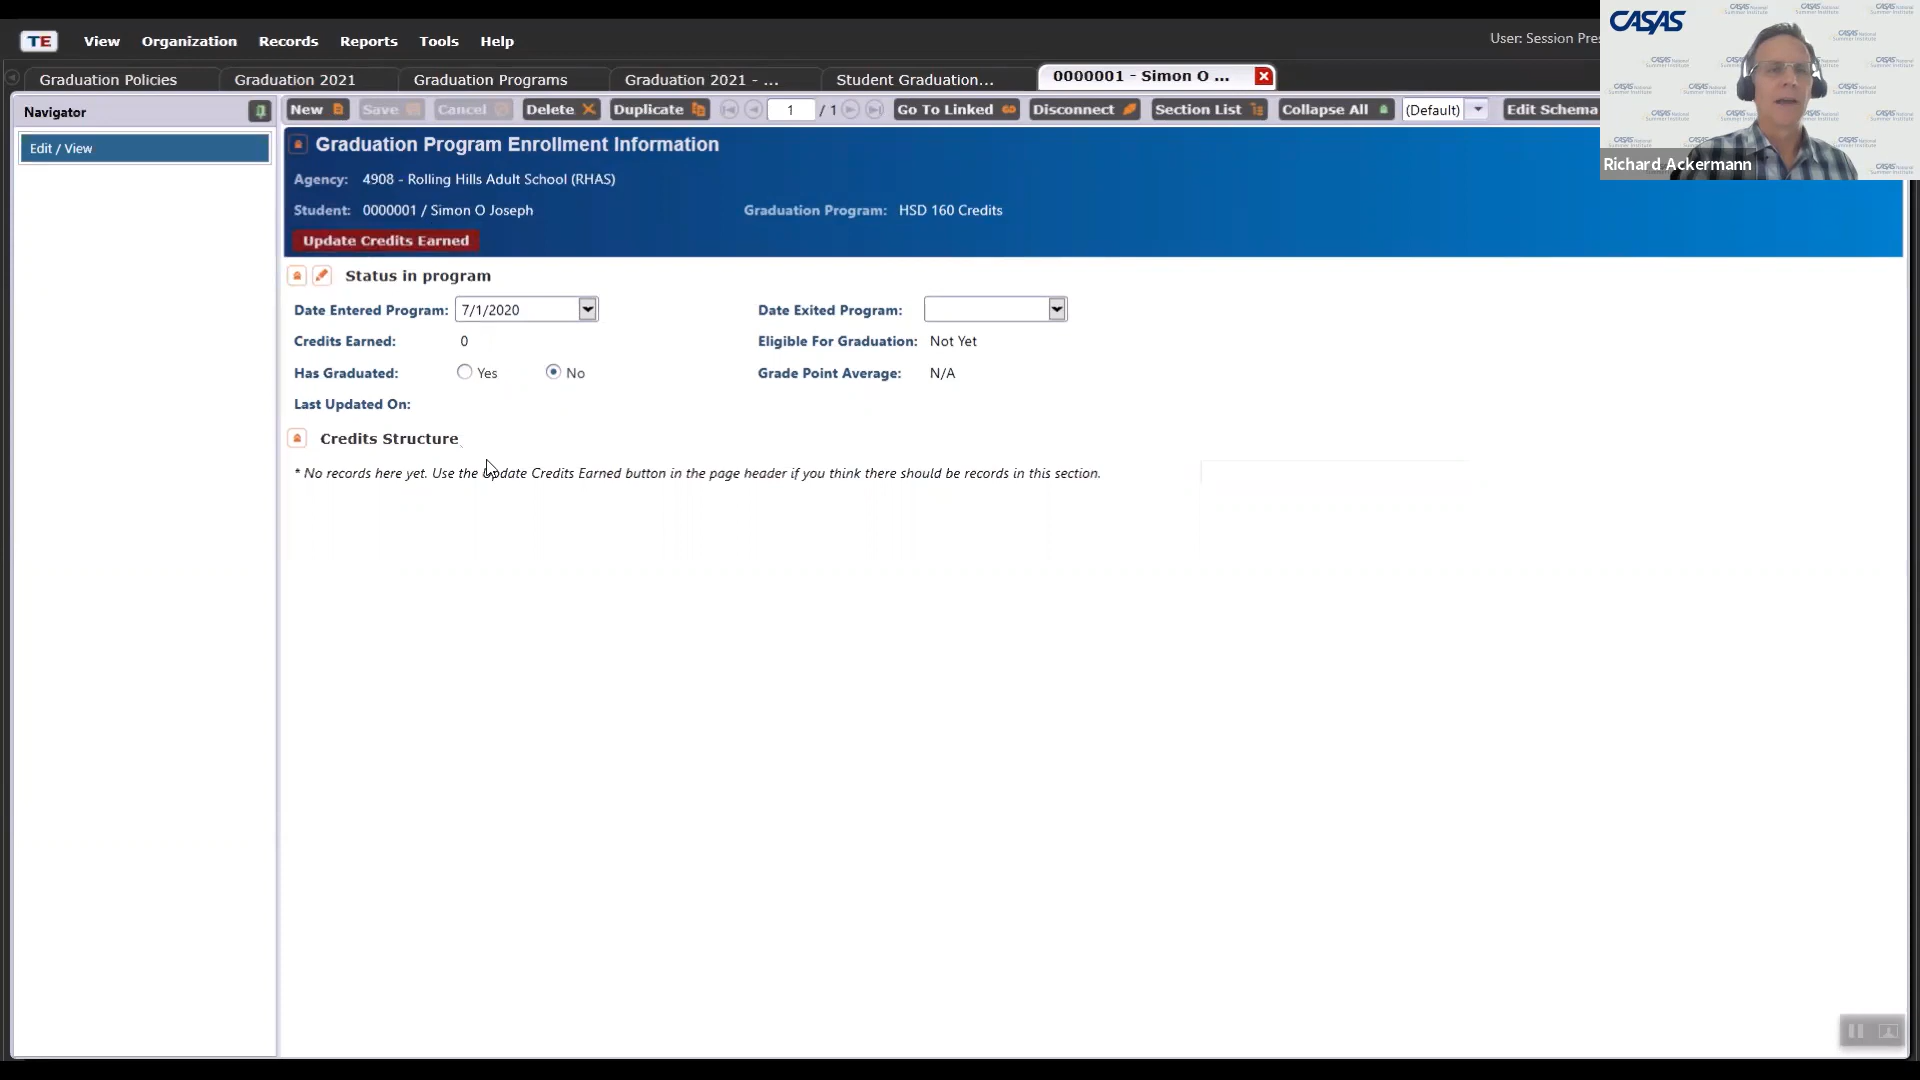 TE View Organization Records Reports Tools Help User: Session Pres
Graduation Policies Graduation 2021 Graduation Programs Graduation 2021 - ... Student Graduation... 0000001 - Simon O ...
Navigator New Save Cancel Delete Duplicate 1 / 1 Go To Linked Disconnect Section List Collapse All (Default) Edit Schema
Edit / View
Graduation Program Enrollment Information
Agency: 4908 - Rolling Hills Adult School (RHAS)
Student: 0000001 / Simon O Joseph Graduation Program: HSD 160 Credits
Update Credits Earned
Status in program
Date Entered Program: 7/1/2020 Date Exited Program:
Credits Earned: 0 Eligible For Graduation: Not Yet
Has Graduated: Yes No Grade Point Average: N/A
Last Updated On:
Credits Structure
* No records here yet. Use the Update Credits Earned button in the page header if you think there should be records in this section.
CASAS
Richard Ackermann